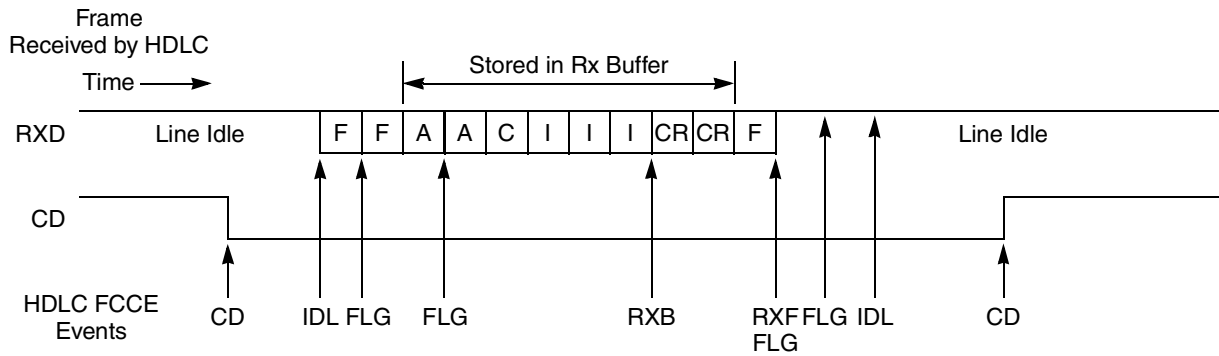 Frame
Received by HDLC
Stored in Rx Buffer
Time
RXD Line Idle F F A A C I I I CR CR F Line Idle
CD
HDLC FCCE
Events
CD IDL FLG FLG RXB RXF FLG IDL CD
FLG